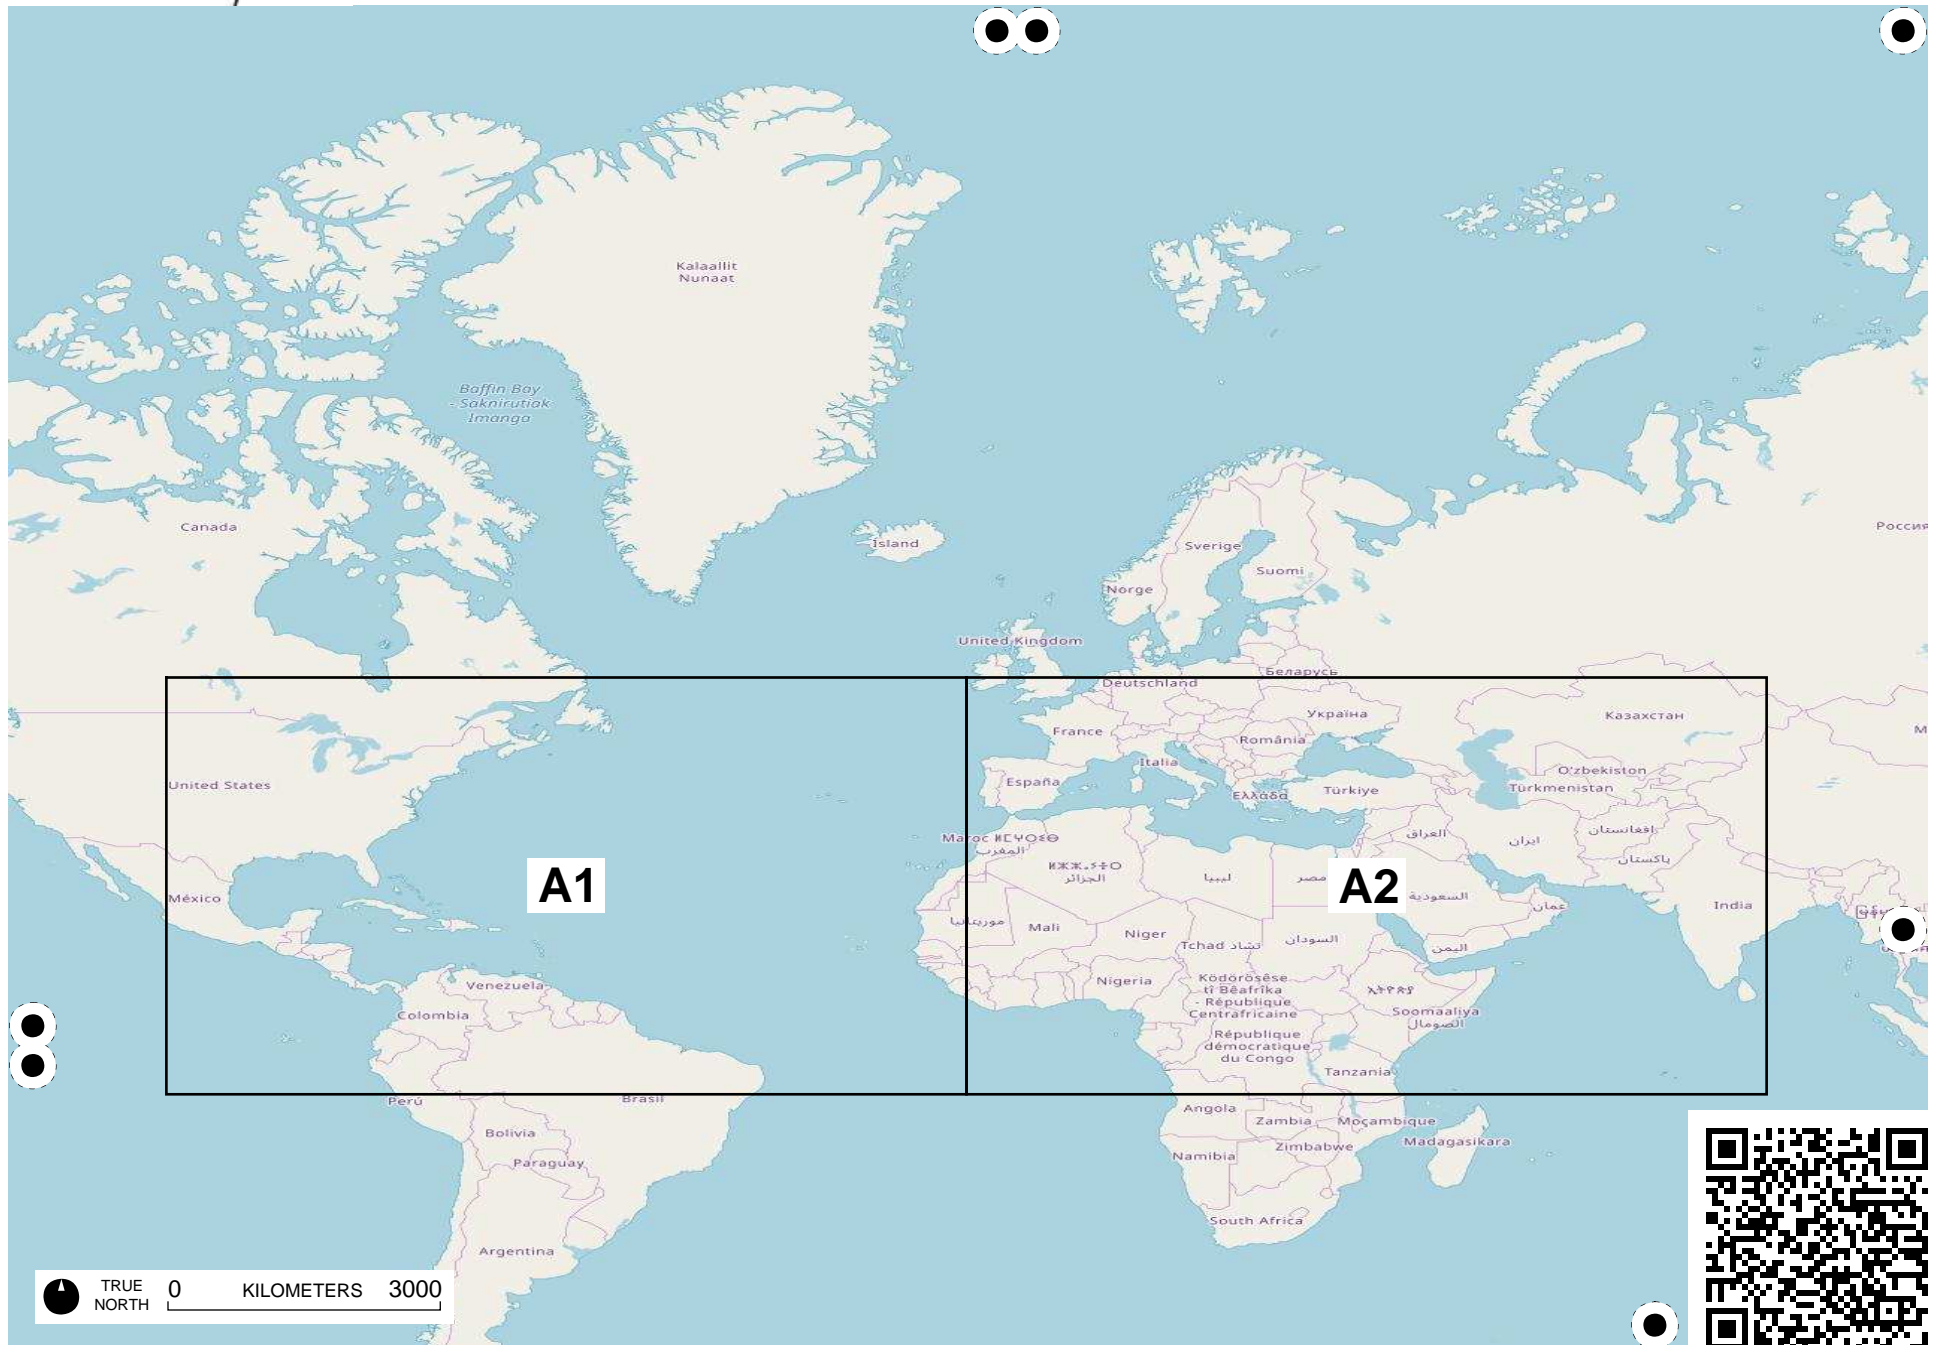 Kalaallit
Nunaat
Baffin Bay
- Saknirutiak
Imanga
Canada
Ísland
Sverige
Suomi
Norge
Россия
United Kingdom
Беларусь
Deutschland
Україна
Казахстан
France
România
М
Italia
O'zbekiston
United States
España
Türkmenistan
Ελλάδα
Türkiye
Maroc ⵍⵎⵖⵔⵉⴱ
المغرب
العراق
ایران
افغانستان
پاکستان
الجزائر
ليبيا
مصر
A1
A2
السعودية
México
عمان
India
موريتانيا
Mali
Niger
Tchad تشاد
السودان
اليمن
Venezuela
Nigeria
Ködörösêse
tî Bêafrîka
- République
Centrafricaine
ኢትዮጵያ
Colombia
Soomaaliya
الصومال
République
démocratique
du Congo
Tanzania
Perú
Brasil
Angola
Zambia
Moçambique
Bolivia
Zimbabwe
Madagasikara
Paraguay
Namibia
South Africa
Argentina
TRUE
NORTH
0 KILOMETERS 3000